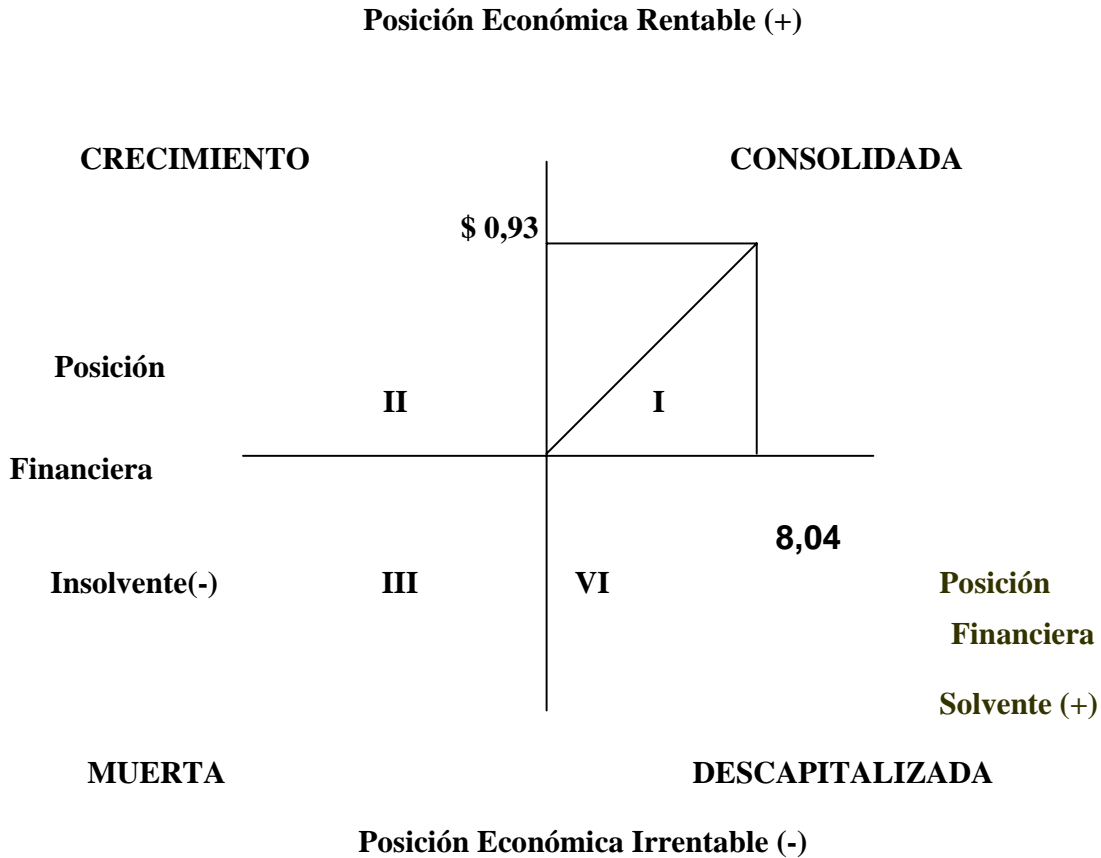 Posición Económica Rentable (+)
CRECIMIENTO
CONSOLIDADA
$ 0,93
Posición
II
I
Financiera
8,04
Insolvente(-)
III
VI
Posición
Financiera
Solvente (+)
MUERTA
DESCAPITALIZADA
Posición Económica Irrentable (-)